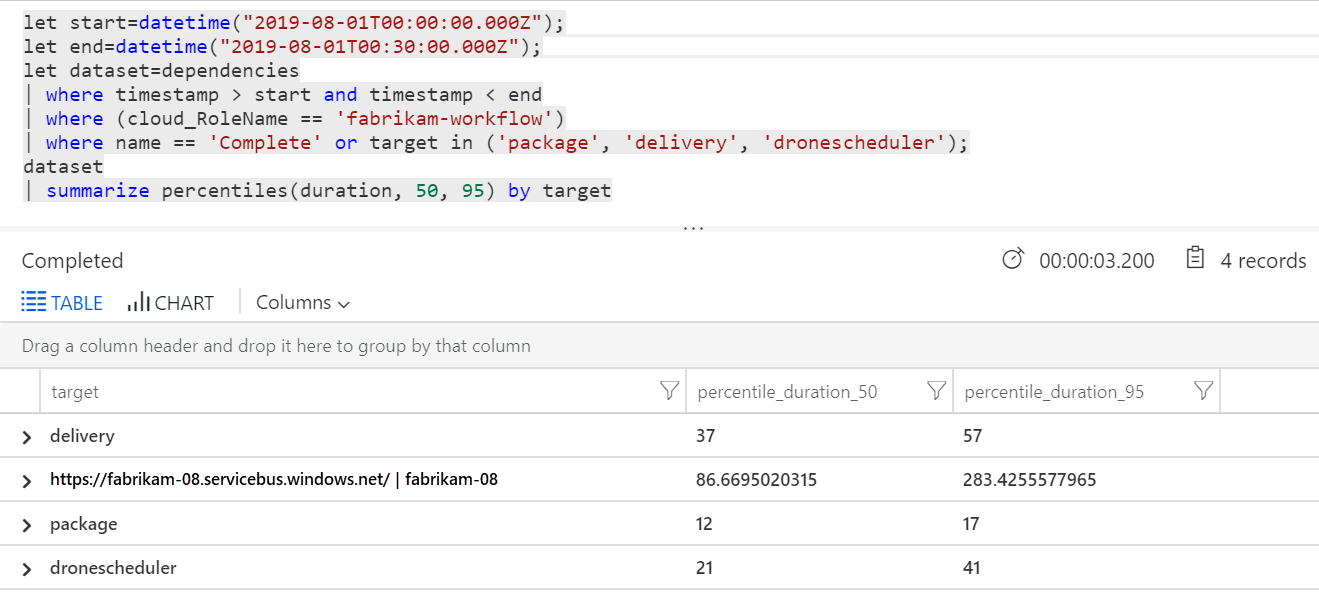 let start=datetime("2019-08-01T00:00:00.000Z");
let end=datetime("2019-08-01T00:30:00.000Z");
let dataset=dependencies
| where timestamp > start and timestamp < end
| where (cloud_RoleName == 'fabrikam-workflow')
| where name == 'Complete' or target in ('package', 'delivery', 'dronescheduler');
dataset
| summarize percentiles(duration, 50, 95) by target
...
Completed 00:00:03.200 4 records
TABLE CHART Columns
Drag a column header and drop it here to group by that column
target percentile_duration_50 percentile_duration_95
delivery 37 57
https://fabrikam-08.servicebus.windows.net/ | fabrikam-08 86.6695020315 283.4255577965
package 12 17
dronescheduler 21 41